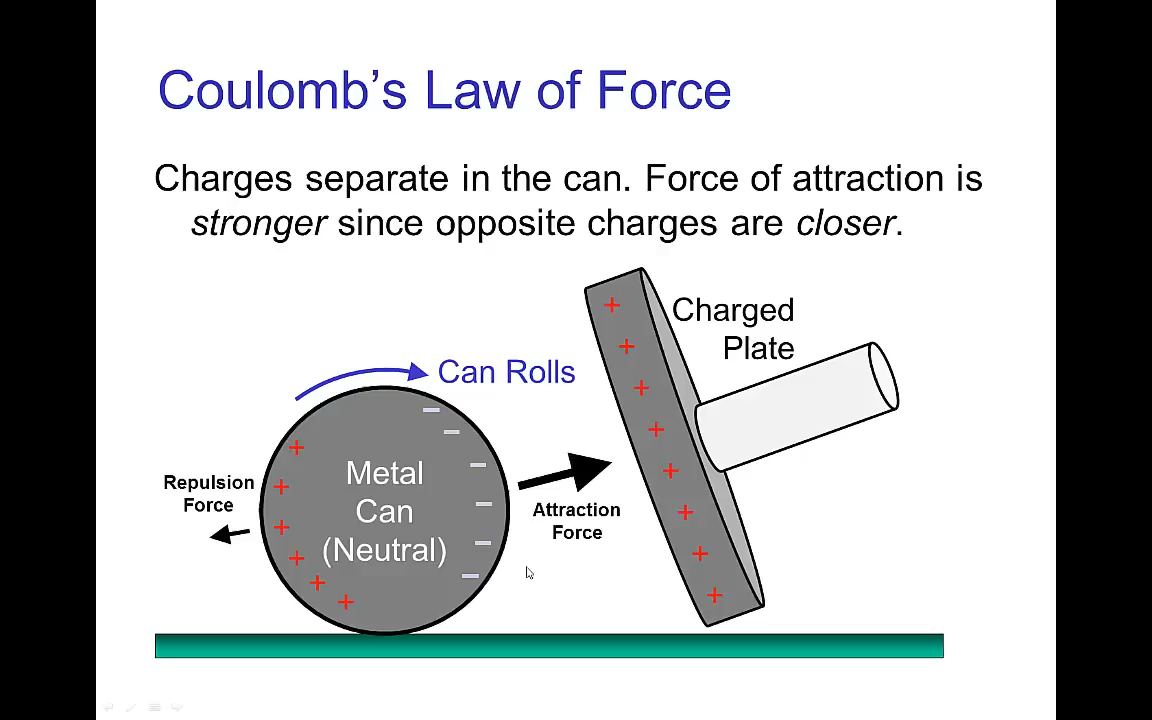 Coulomb's Law of Force
Charges separate in the can. Force of attraction is
stronger since opposite charges are closer.
Charged
Plate
Can Rolls
+
+
+
+
+
+
+
+
Repulsion
Force
Metal
Can
(Neutral)
Attraction
Force
+
+
+
+
+
+
−
−
−
−
−
−